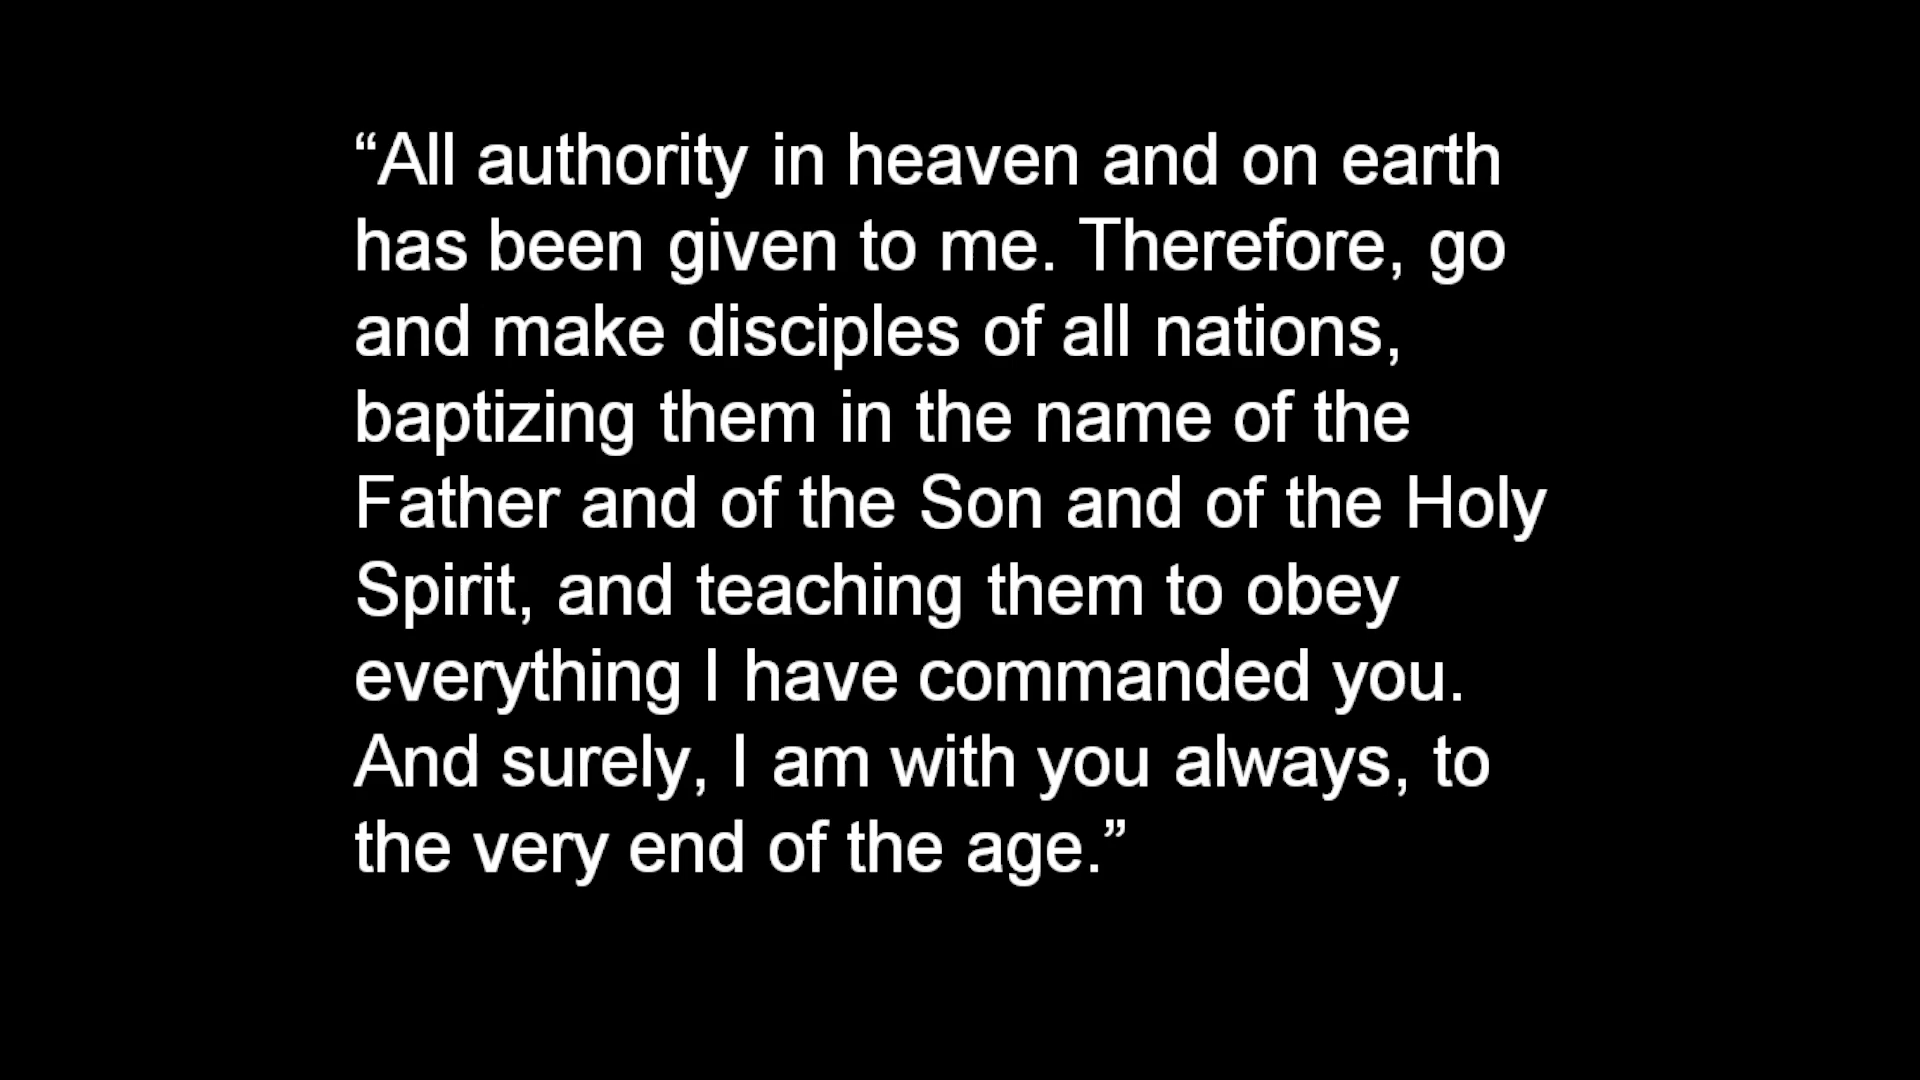 “All authority in heaven and on earth
has been given to me. Therefore, go
and make disciples of all nations,
baptizing them in the name of the
Father and of the Son and of the Holy
Spirit, and teaching them to obey
everything I have commanded you.
And surely, I am with you always, to
the very end of the age.”